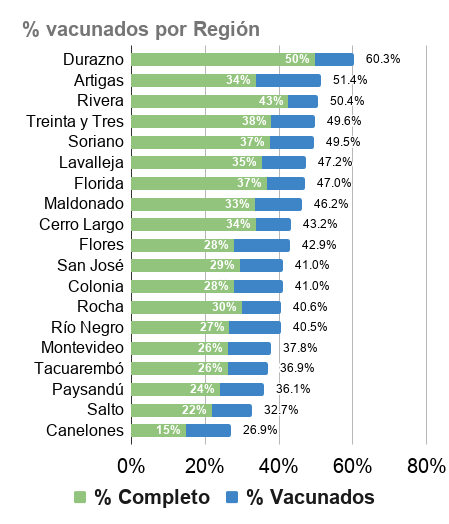 % vacunados por Región
Durazno 50% 60.3%
Artigas 34% 51.4%
Rivera 43% 50.4%
Treinta y Tres 38% 49.6%
Soriano 37% 49.5%
Lavalleja 35% 47.2%
Florida 37% 47.0%
Maldonado 33% 46.2%
Cerro Largo 34% 43.2%
Flores 28% 42.9%
San José 29% 41.0%
Colonia 28% 41.0%
Rocha 30% 40.6%
Río Negro 27% 40.5%
Montevideo 26% 37.8%
Tacuarembó 26% 36.9%
Paysandú 24% 36.1%
Salto 22% 32.7%
Canelones 15% 26.9%
0% 20% 40% 60% 80%
% Completo % Vacunados